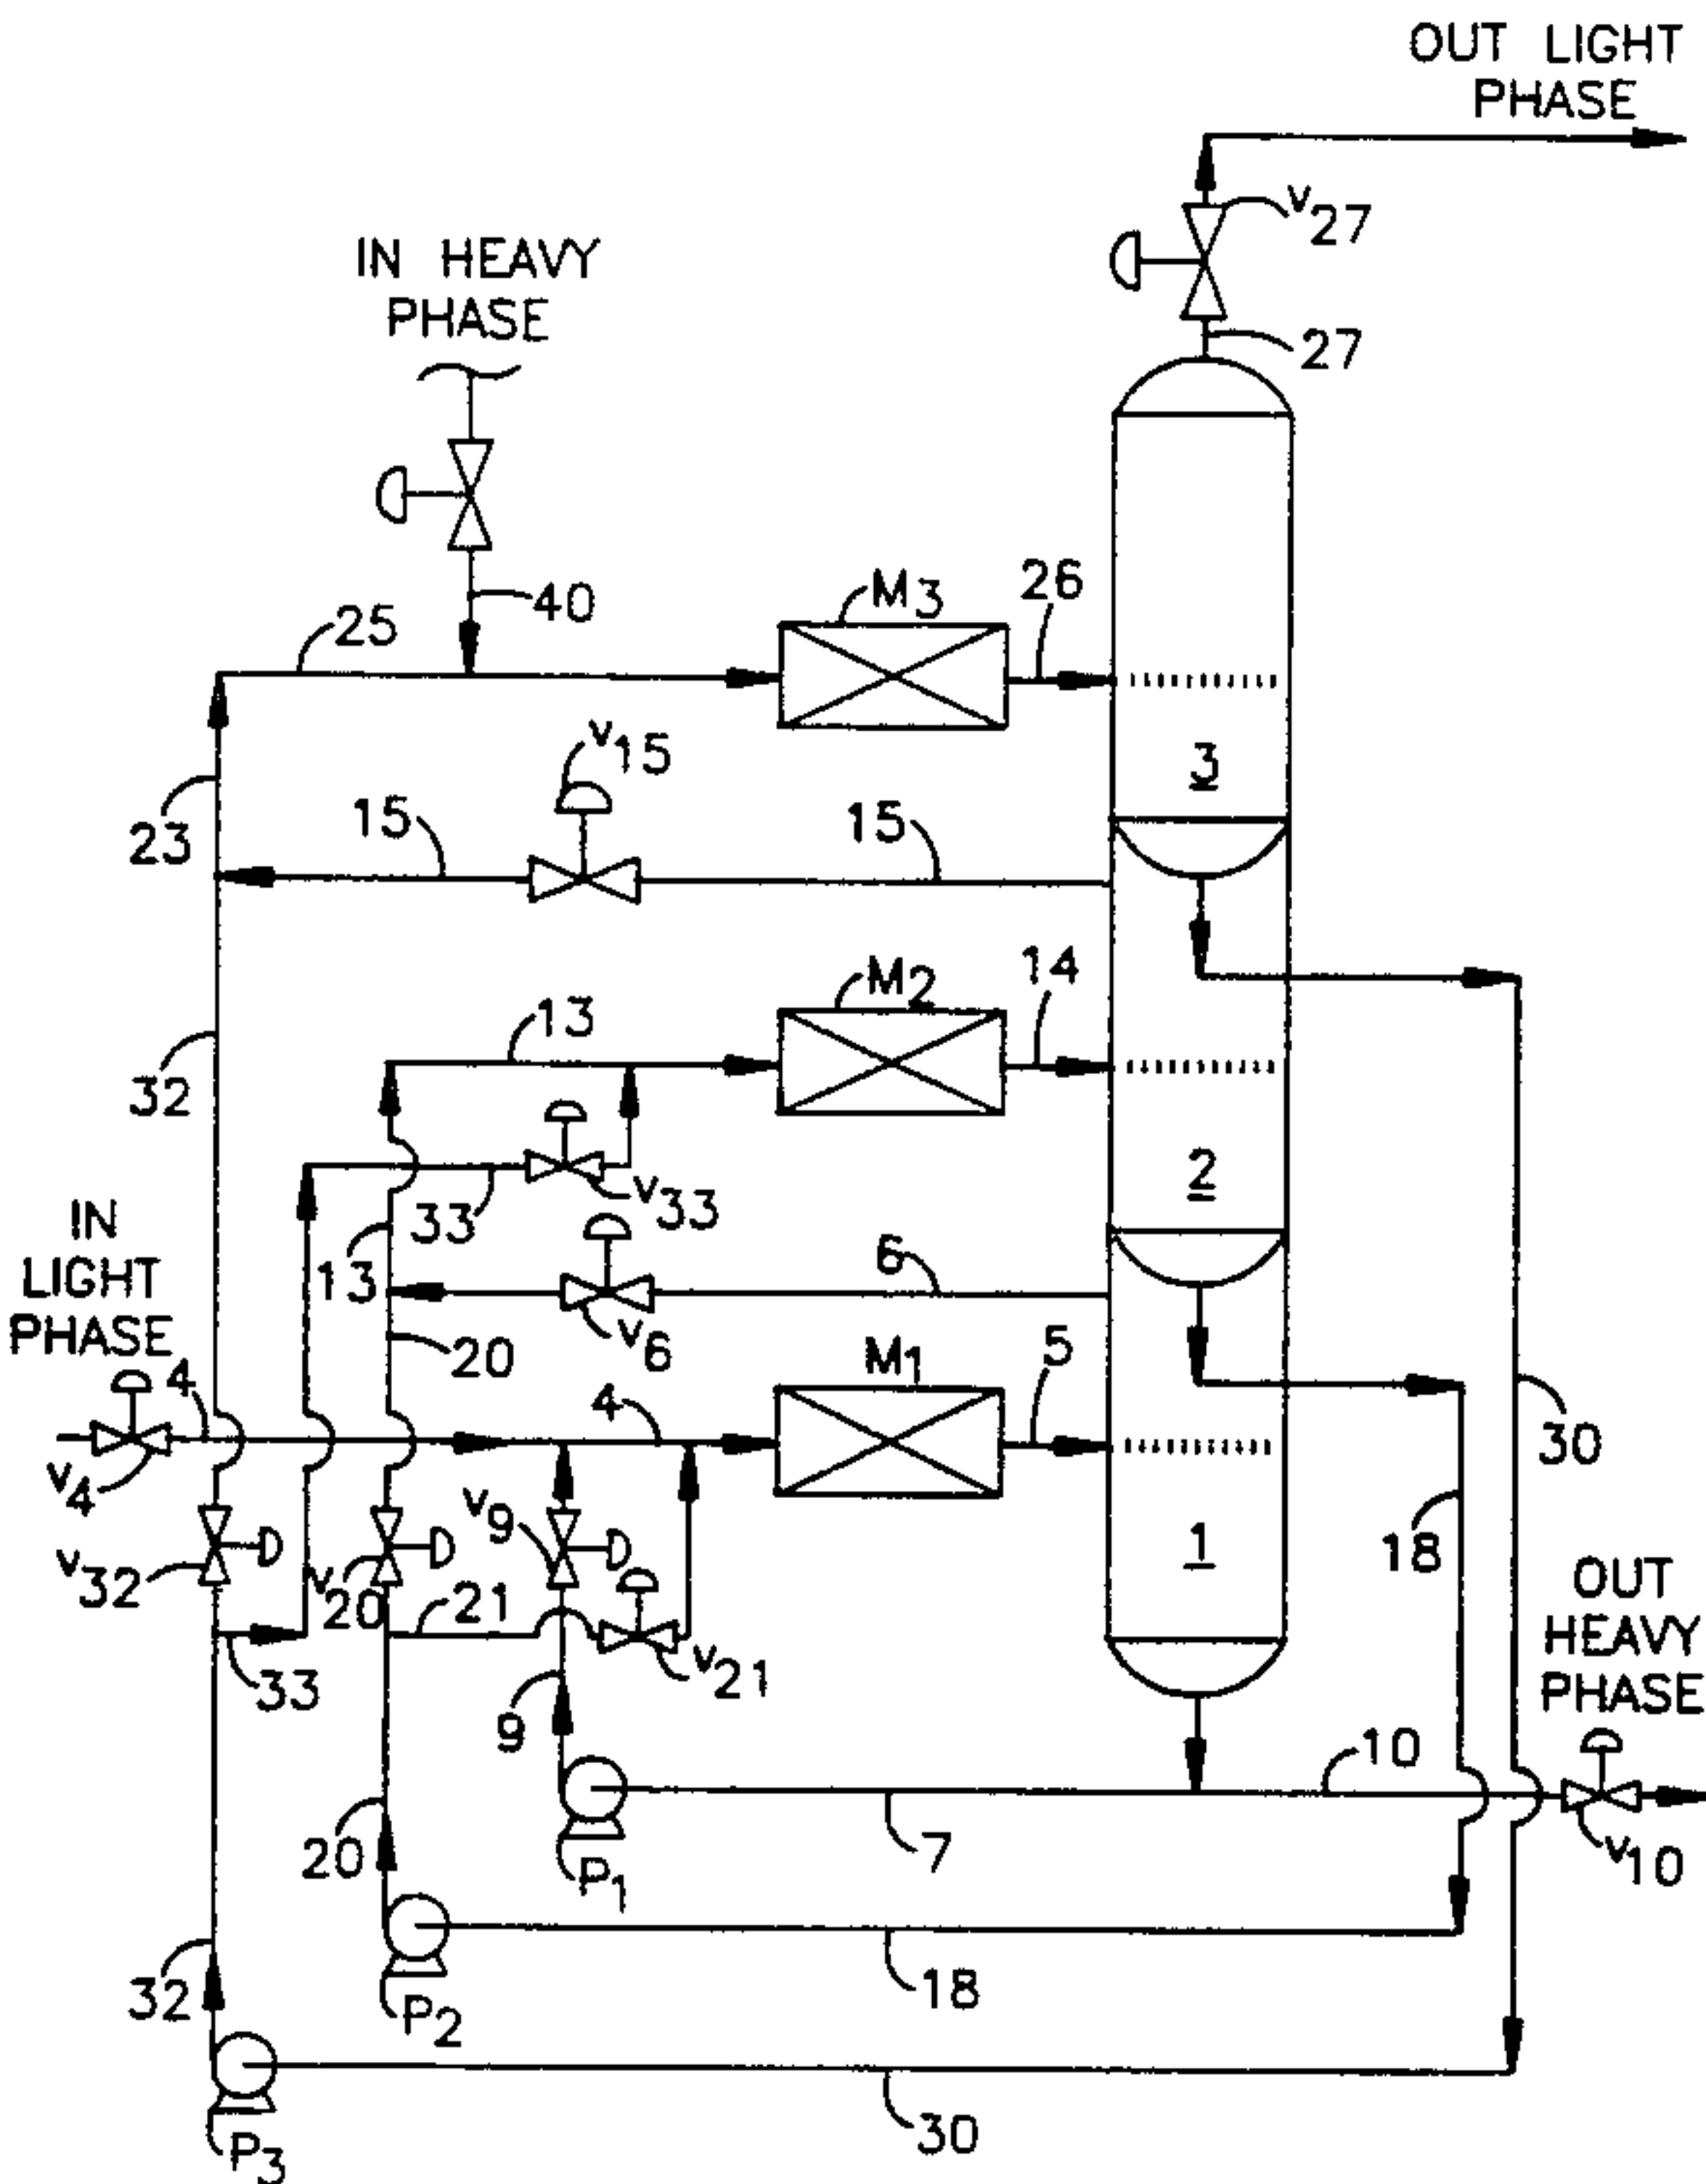 OUT LIGHT
PHASE
V27
IN HEAVY
PHASE
27
40
M3
26
25
V15
3
23
15
15
M2
14
13
32
2
33
V33
IN
LIGHT
PHASE
13
6
V6
20
M1
5
4
4
30
V4
V9
18
1
V32
V20
21
OUT
HEAVY
PHASE
33
V21
9
10
20
P1
7
V10
32
P2
18
P3
30